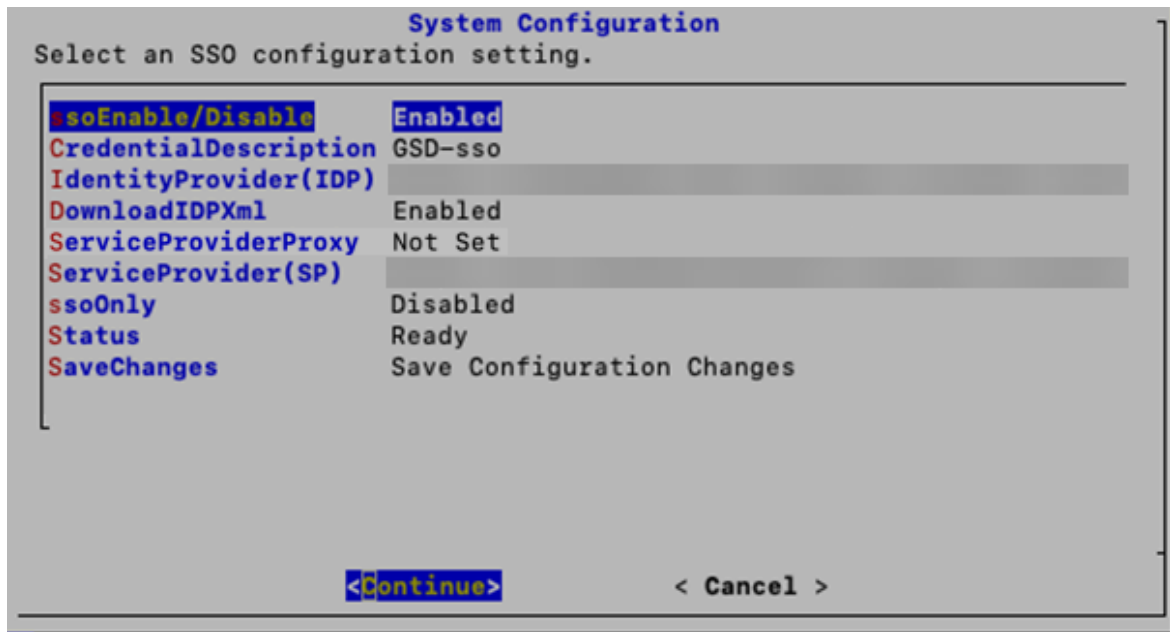 System Configuration
Select an SSO configuration setting.
ssoEnable/Disable Enabled
CredentialDescription GSD-sso
IdentityProvider(IDP)
DownloadIDPXml Enabled
ServiceProviderProxy Not Set
ServiceProvider(SP)
ssoOnly Disabled
Status Ready
SaveChanges Save Configuration Changes
<Continue> < Cancel >